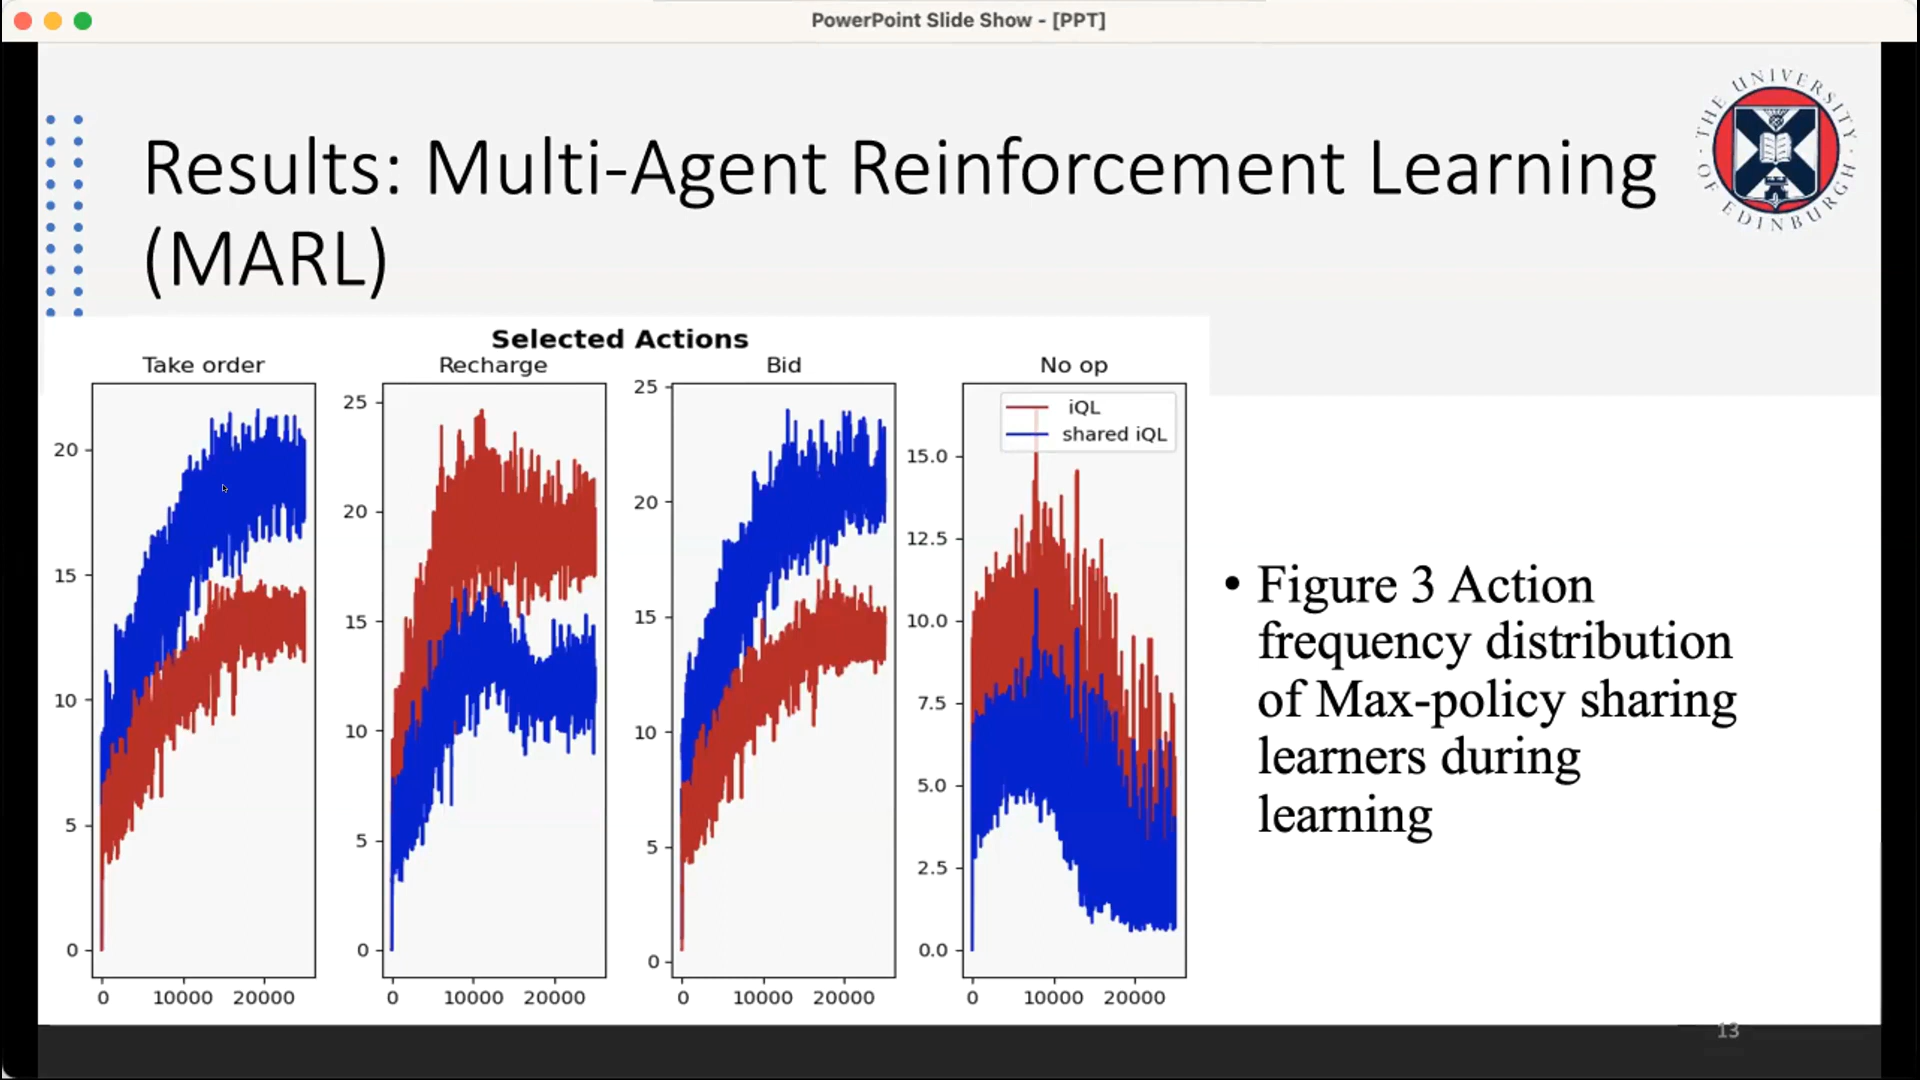 PowerPoint Slide Show - [PPT]
THE UNIVERSITY OF EDINBURGH
Results: Multi-Agent Reinforcement Learning
(MARL)
Selected Actions
Take order
20
15
10
5
0
0 10000 20000
Recharge
25
20
15
10
5
0
0 10000 20000
Bid
25
20
15
10
5
0
0 10000 20000
No op
iQL
shared iQL
15.0
12.5
10.0
7.5
5.0
2.5
0.0
0 10000 20000
• Figure 3 Action
frequency distribution
of Max-policy sharing
learners during
learning
13